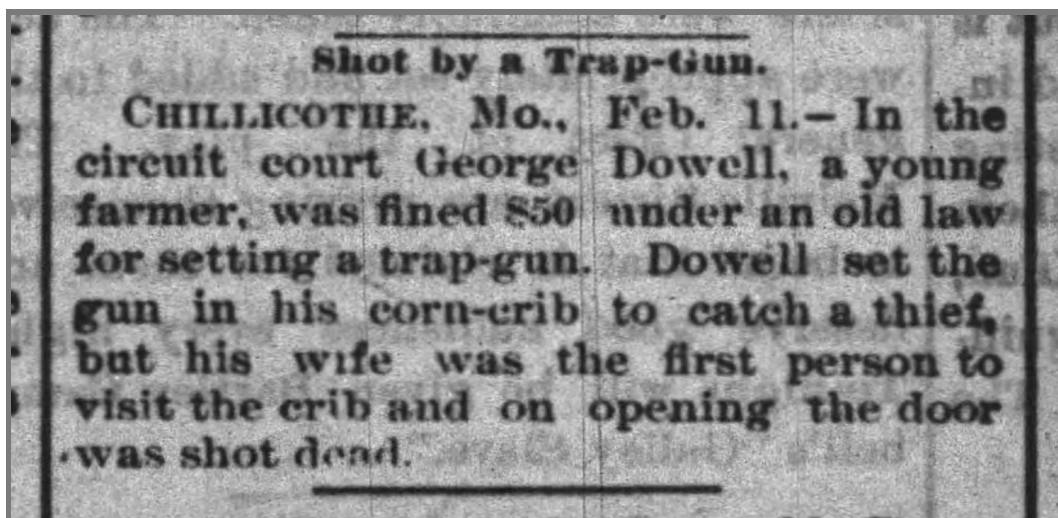 Shot by a Trap-Gun.
CHILLICOTHE, Mo., Feb. 11.— In the
circuit court George Dowell, a young
farmer, was fined $50 under an old law
for setting a trap-gun. Dowell set the
gun in his corn-crib to catch a thief,
but his wife was the first person to
visit the crib and on opening the door
was shot dead.